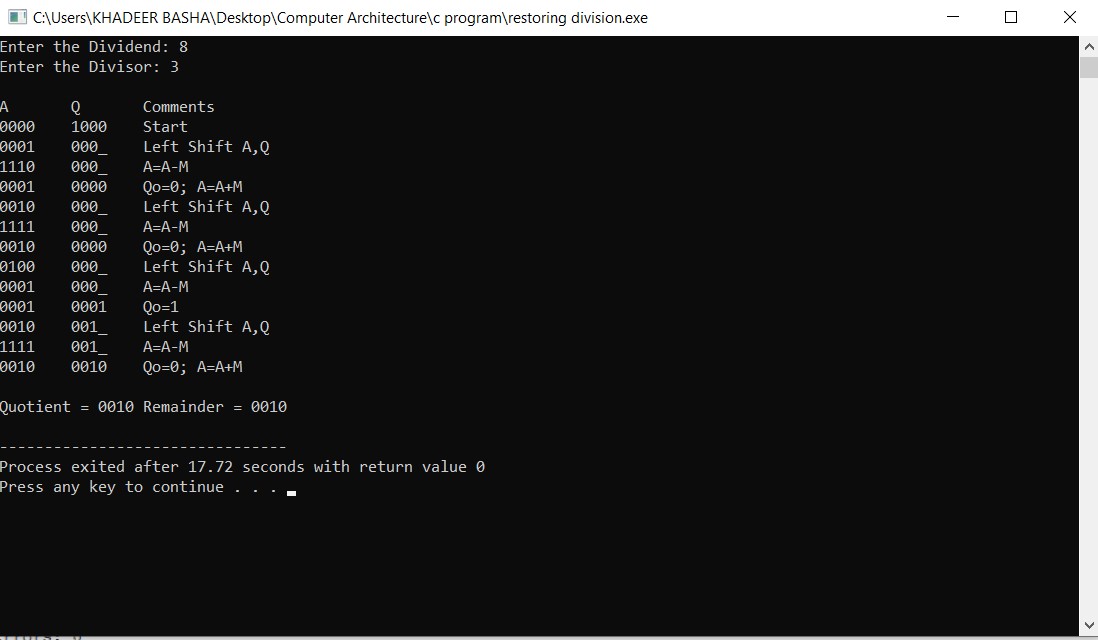 C:\Users\KHADEER BASHA\Desktop\Computer Architecture\c program\restoring division.exe
Enter the Dividend: 8
Enter the Divisor: 3
A Q Comments
0000 1000 Start
0001 000_ Left Shift A,Q
1110 000_ A=A-M
0001 0000 Qo=0; A=A+M
0010 000_ Left Shift A,Q
1111 000_ A=A-M
0010 0000 Qo=0; A=A+M
0100 000_ Left Shift A,Q
0001 000_ A=A-M
0001 0001 Qo=1
0010 001_ Left Shift A,Q
1111 001_ A=A-M
0010 0010 Qo=0; A=A+M
Quotient = 0010 Remainder = 0010
--------------------------------
Process exited after 17.72 seconds with return value 0
Press any key to continue . . .